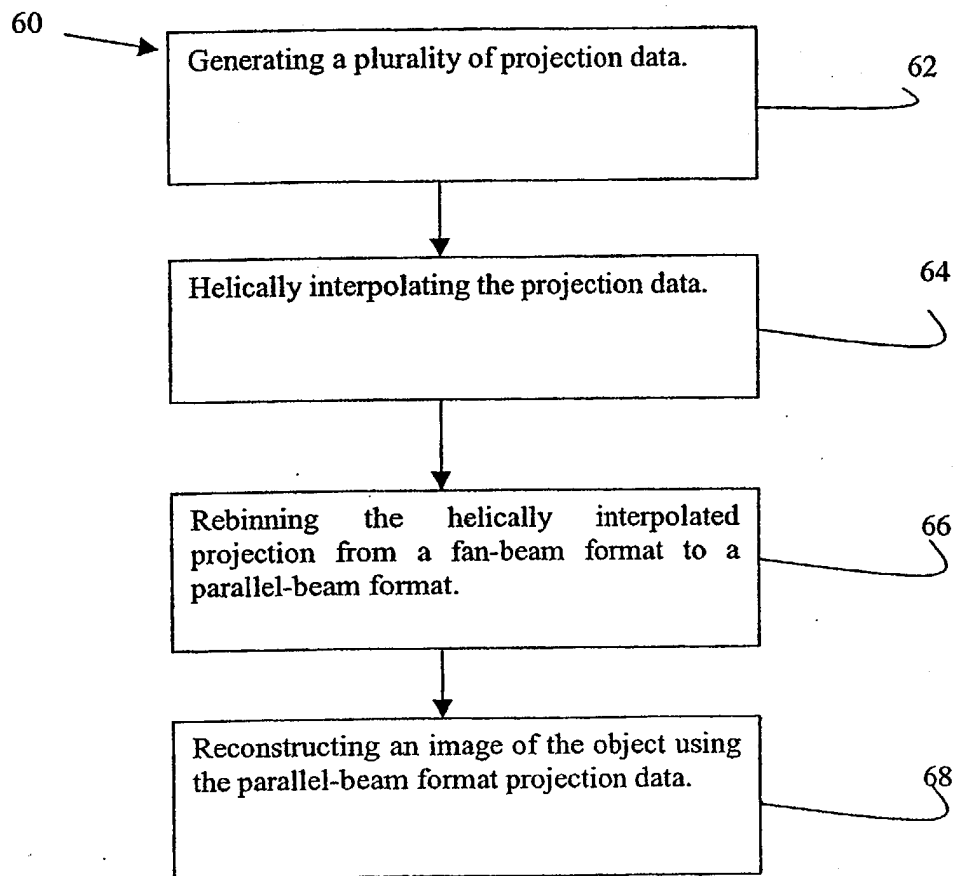 60
Generating a plurality of projection data.
62
Helically interpolating the projection data.
64
Rebinning the helically interpolated
projection from a fan-beam format to a
parallel-beam format.
66
Reconstructing an image of the object using
the parallel-beam format projection data.
68